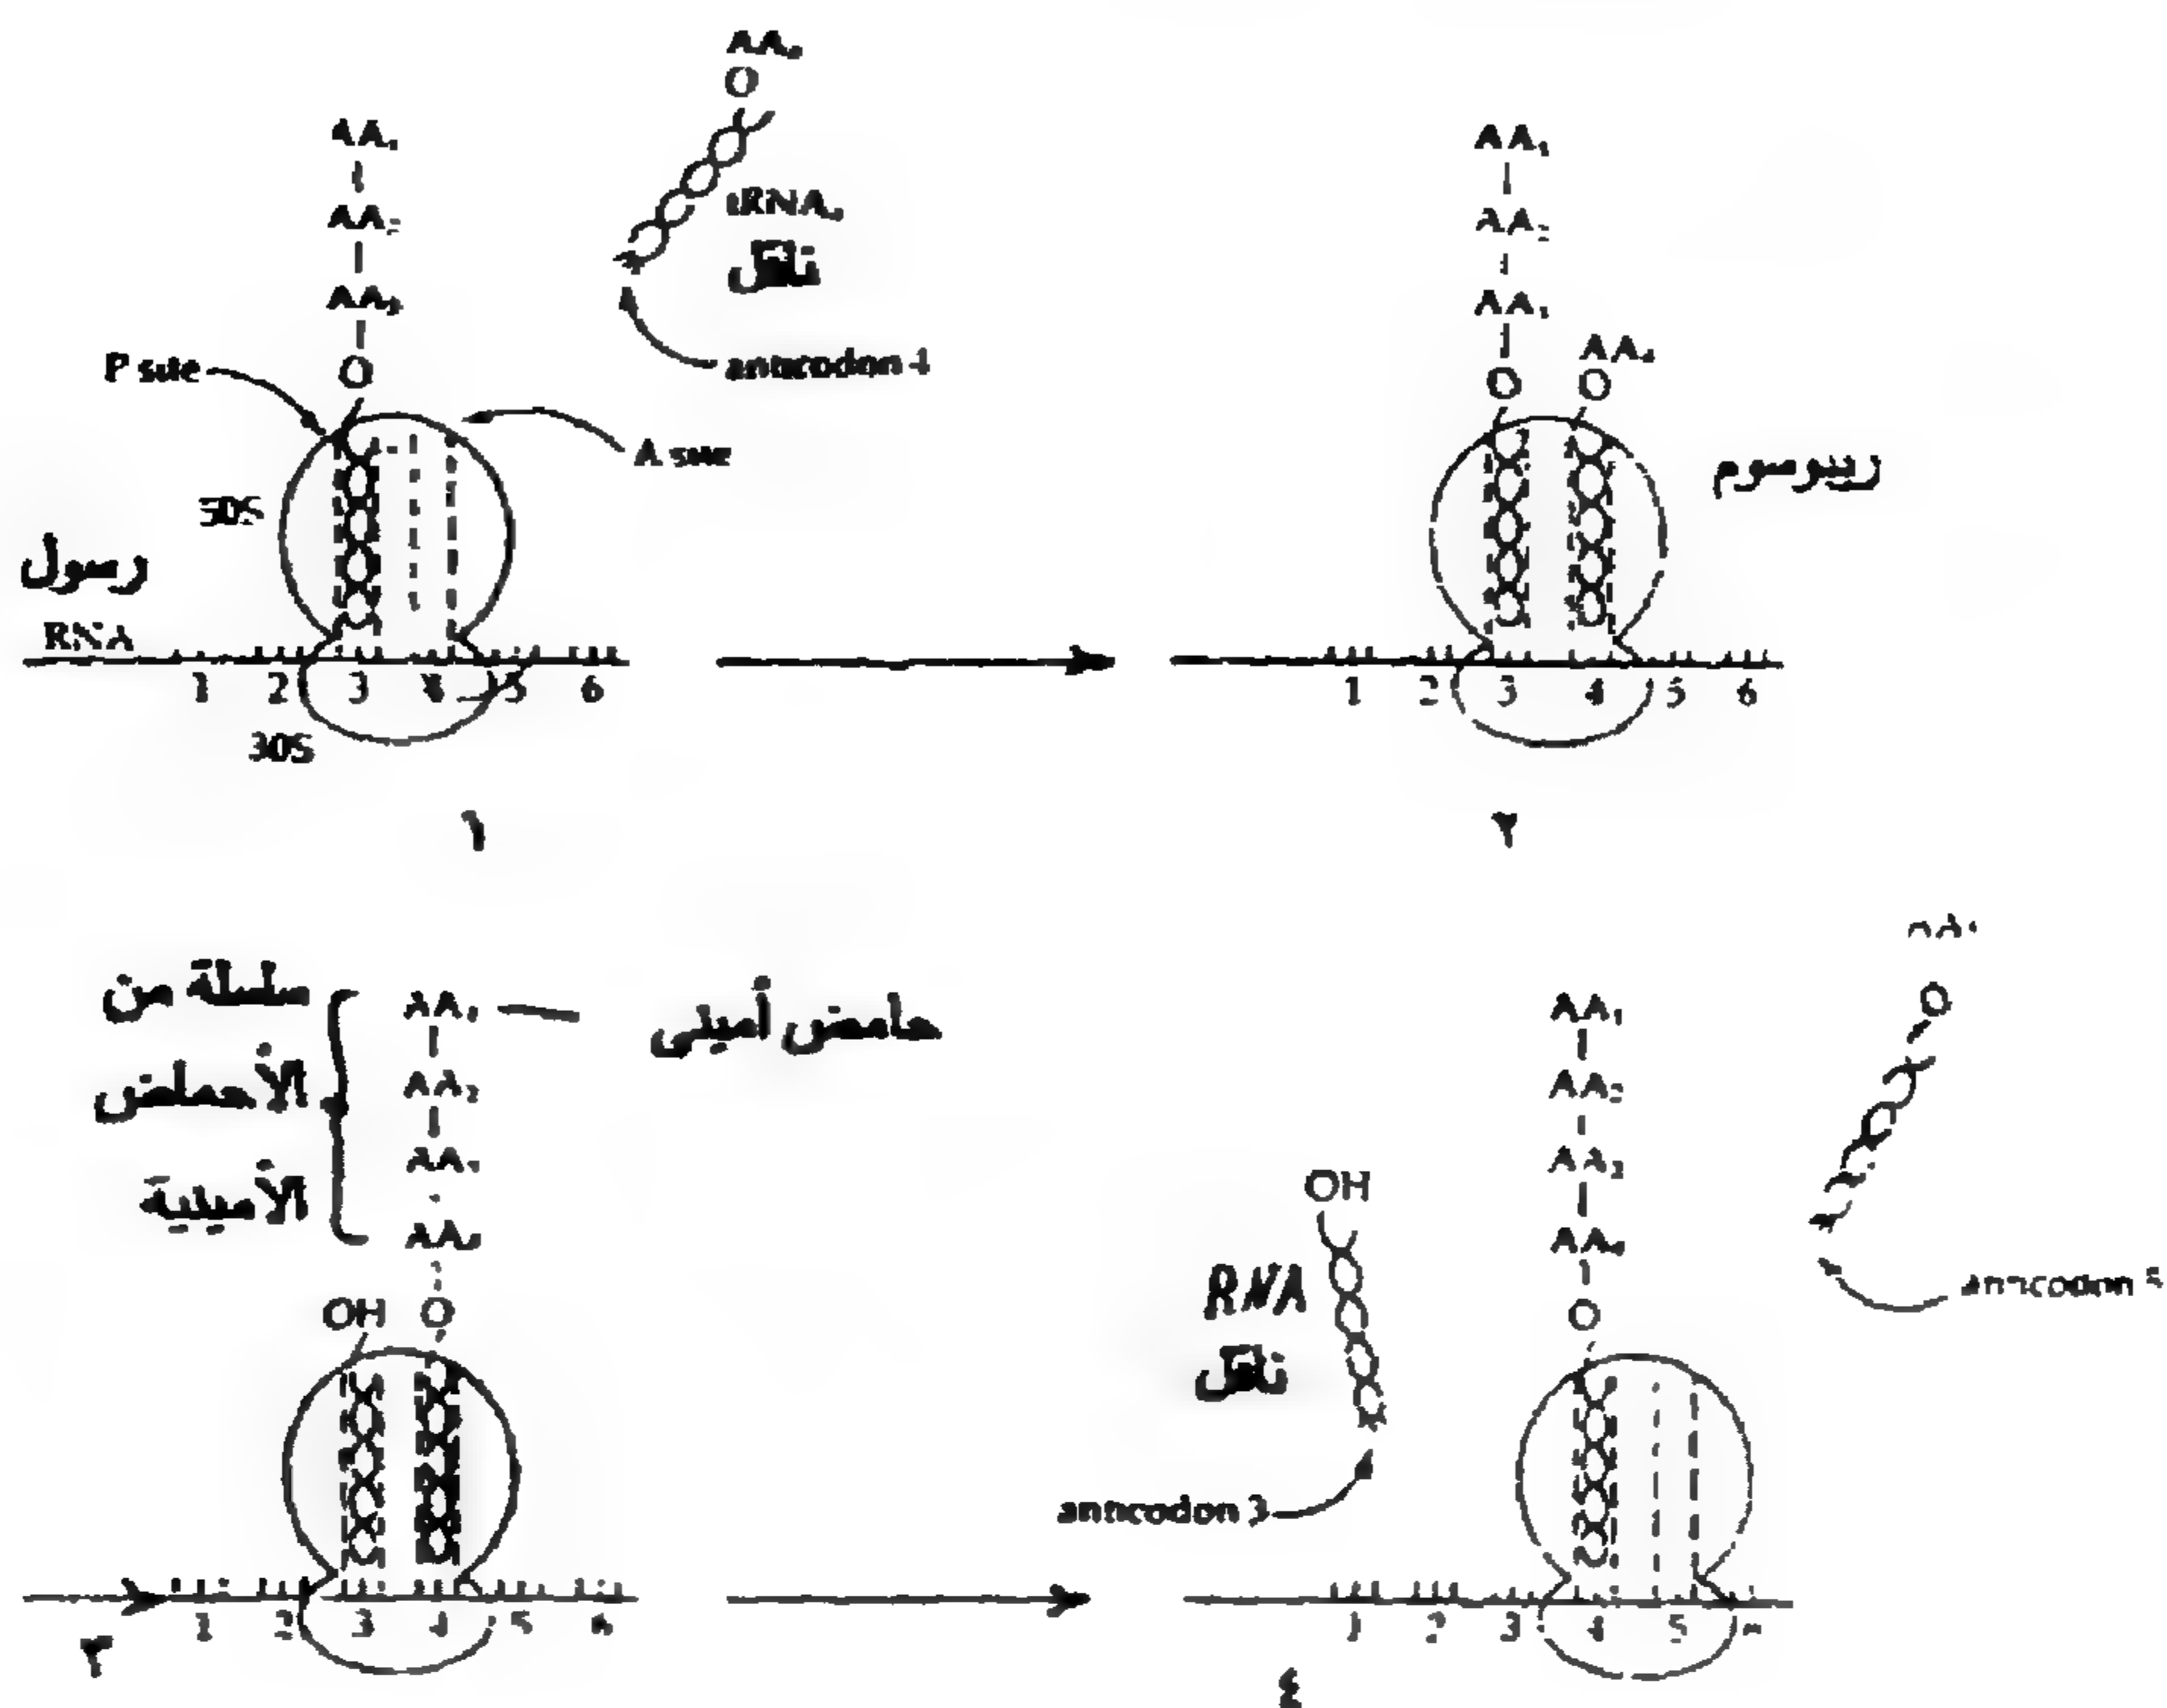 AA
O
AA₁
AA₂
AA₃
O
tRNA
ناقل
anticodon 4
P site
A site
50S
رسول
RNA
1 2 3 4 5 6
30S
١
AA₁
AA₂
AA₃
O
AA₄
O
ريبوسوم
1 2 3 4 5 6
٢
سلسلة من
الأحماض
الأمينية
AA₁
حامض أميني
AA₂
AA
AA₄
OH O
1 2 3 4 5 6
٣
AA₁
AA₂
AA₃
AA₄
O
O
OH
RNA
ناقل
anticodon 5
anticodon 3
1 2 3 4 5
٤